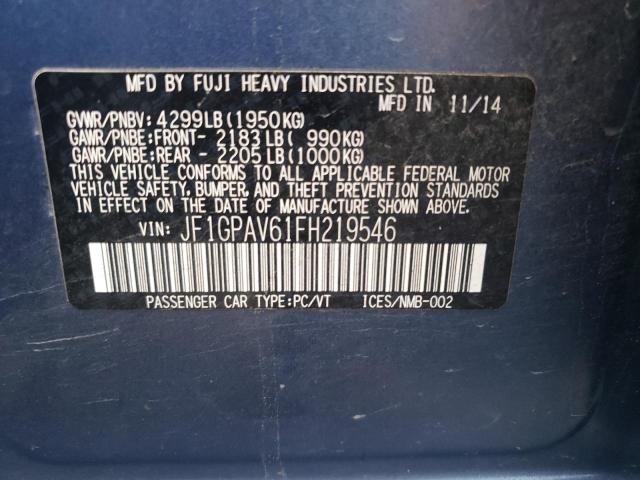 MFD BY FUJI HEAVY INDUSTRIES LTD.
MFD IN 11/14
GVWR/PNBV: 4299LB(1950KG)
GAWR/PNBE:FRONT- 2183LB( 990KG)
GAWR/PNBE:REAR - 2205LB(1000KG)
THIS VEHICLE CONFORMS TO ALL APPLICABLE FEDERAL MOTOR
VEHICLE SAFETY, BUMPER, AND THEFT PREVENTION STANDARDS
IN EFFECT ON THE DATE OF MANUFACTURE SHOWN ABOVE.
VIN: JF1GPAV61FH219546
PASSENGER CAR TYPE:PC/VT ICES/NMB-002